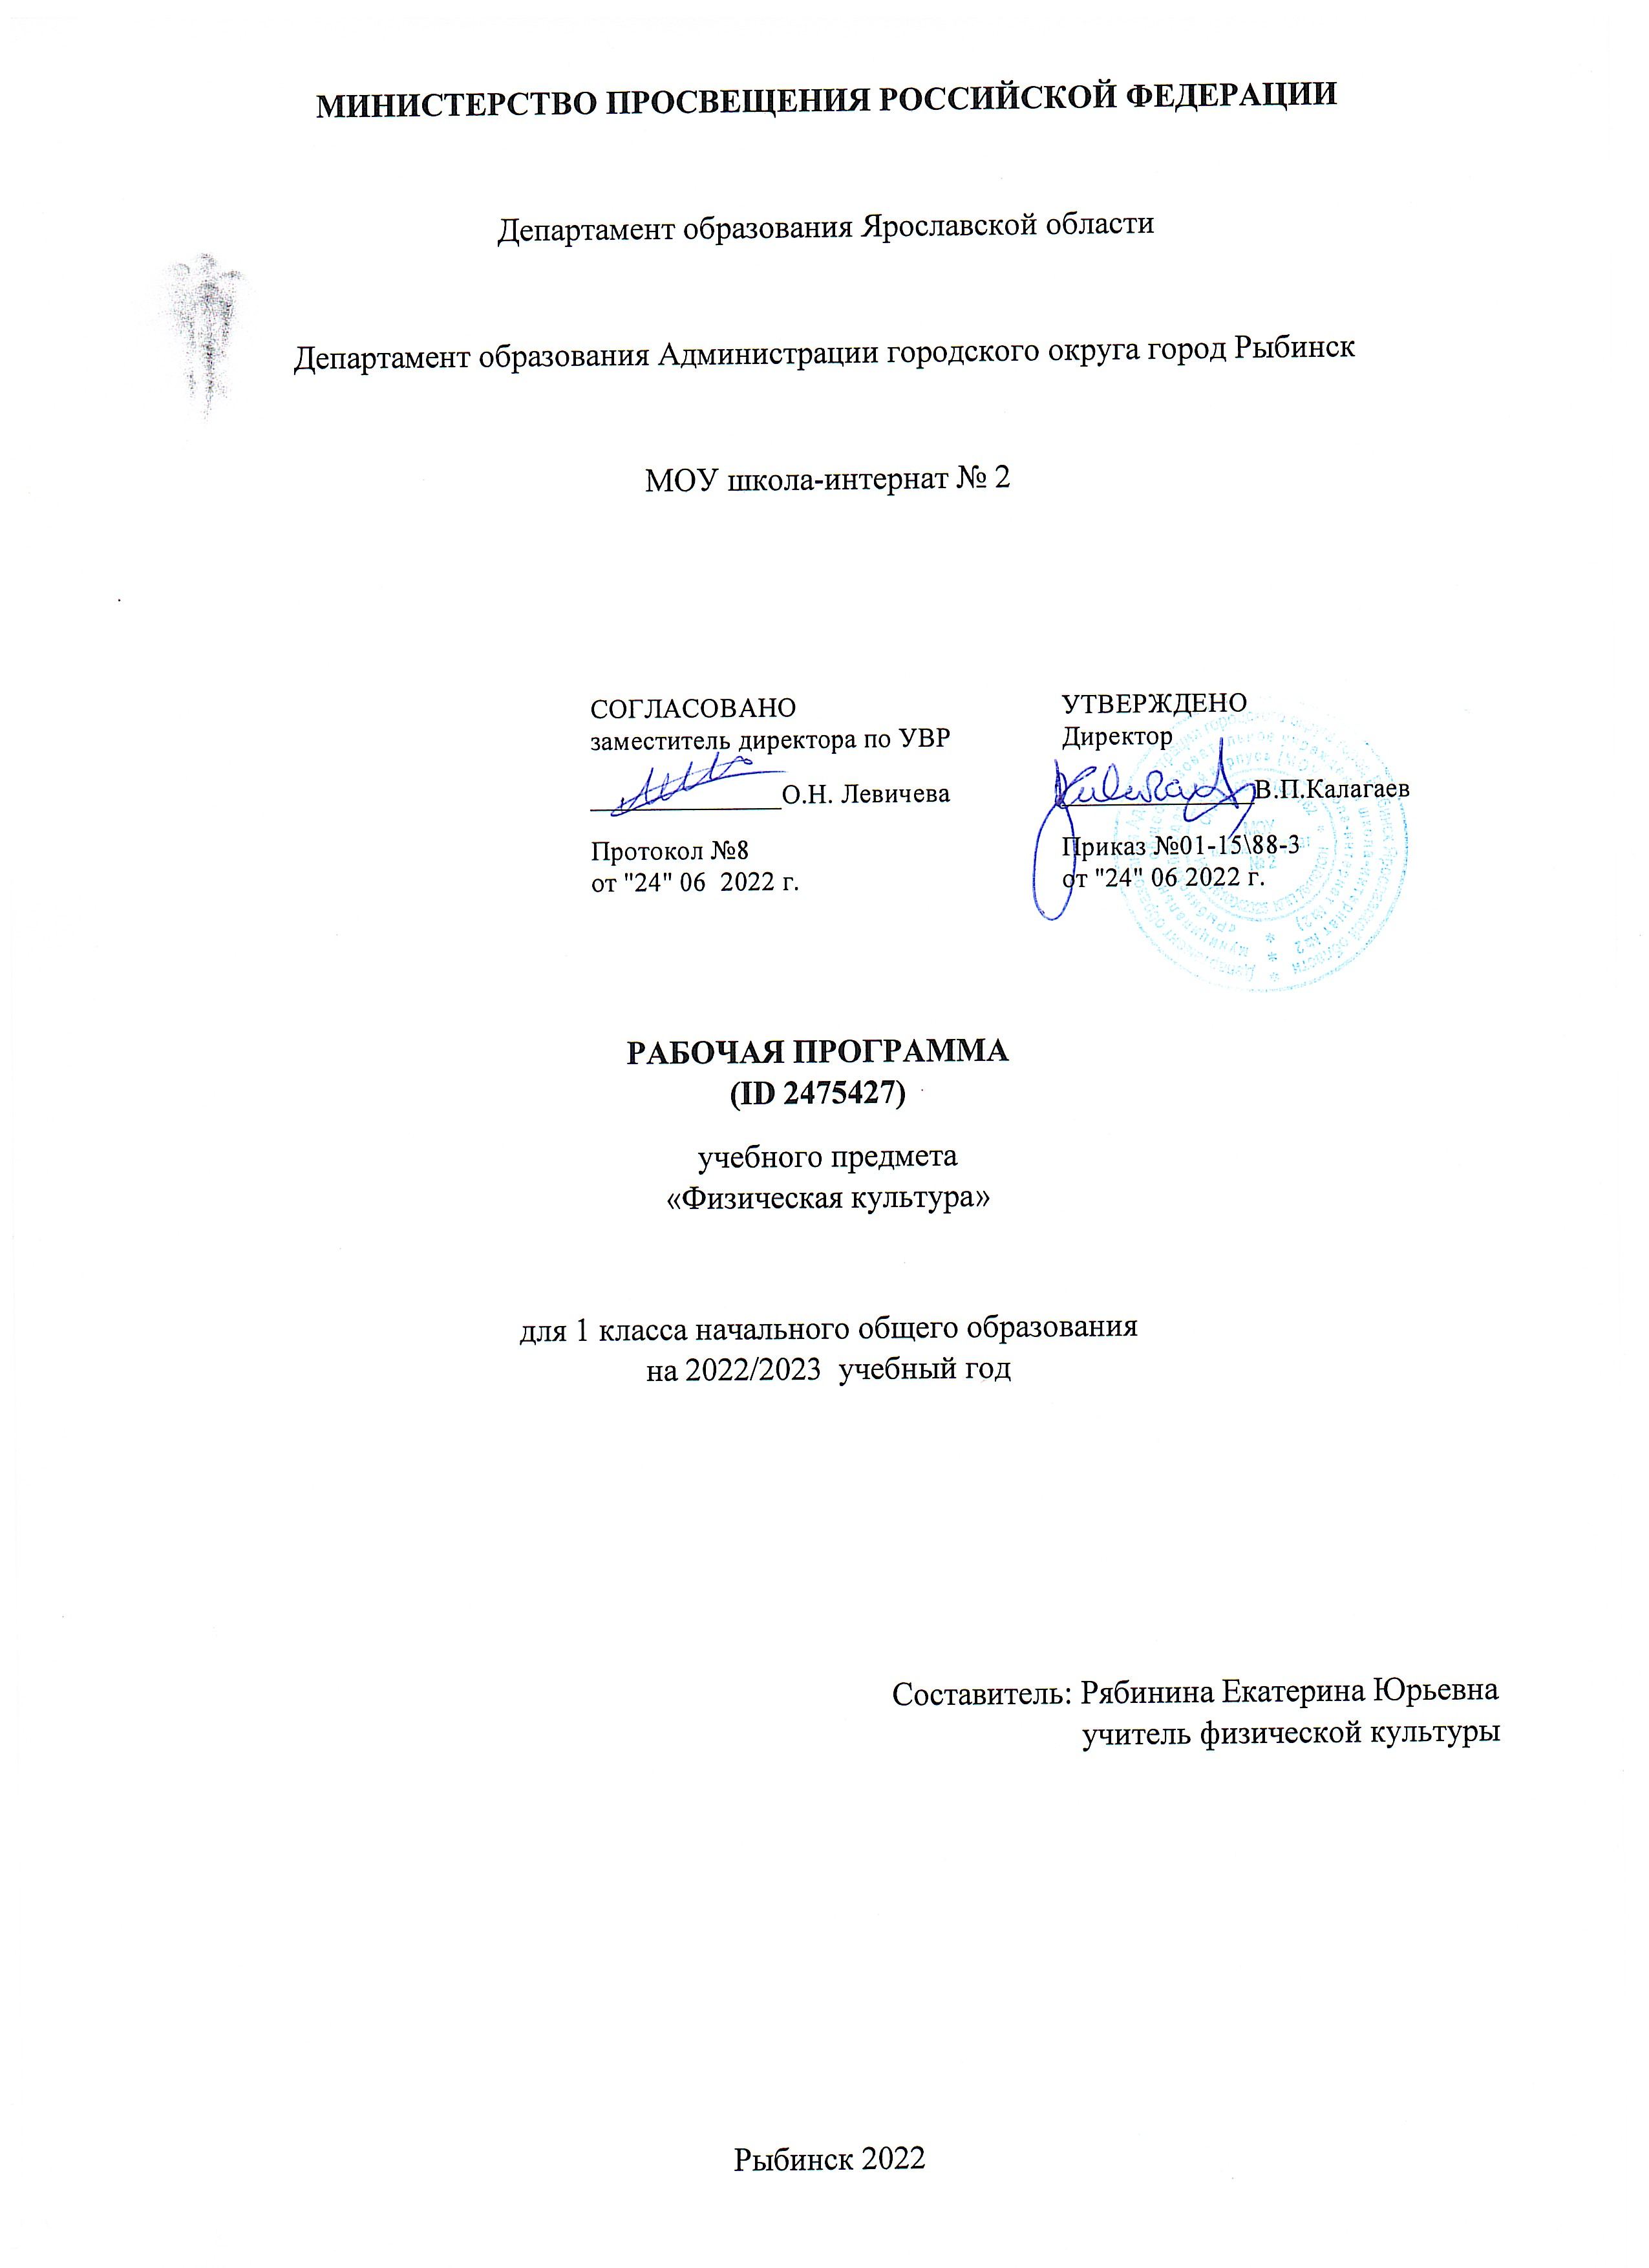 МИНИСТЕРСТВО ПРОСВЕЩЕНИЯ РОССИЙСКОЙ ФЕДЕРАЦИИ
Департамент образования Ярославской области
Департамент образования Администрации городского округа город Рыбинск
МОУ школа-интернат № 2
СОГЛАСОВАНО
заместитель директора по УВР
О.Н. Левичева
Протокол №8
от "24" 06 2022 г.
УТВЕРЖДЕНО
Директор
В.П.Калагаев
Приказ №01-15\88-3
от "24" 06 2022 г.
МОУ
№ 2
РАБОЧАЯ ПРОГРАММА
(ID 2475427)
учебного предмета
«Физическая культура»
для 1 класса начального общего образования
на 2022/2023 учебный год
Составитель: Рябинина Екатерина Юрьевна
учитель физической культуры
Рыбинск 2022